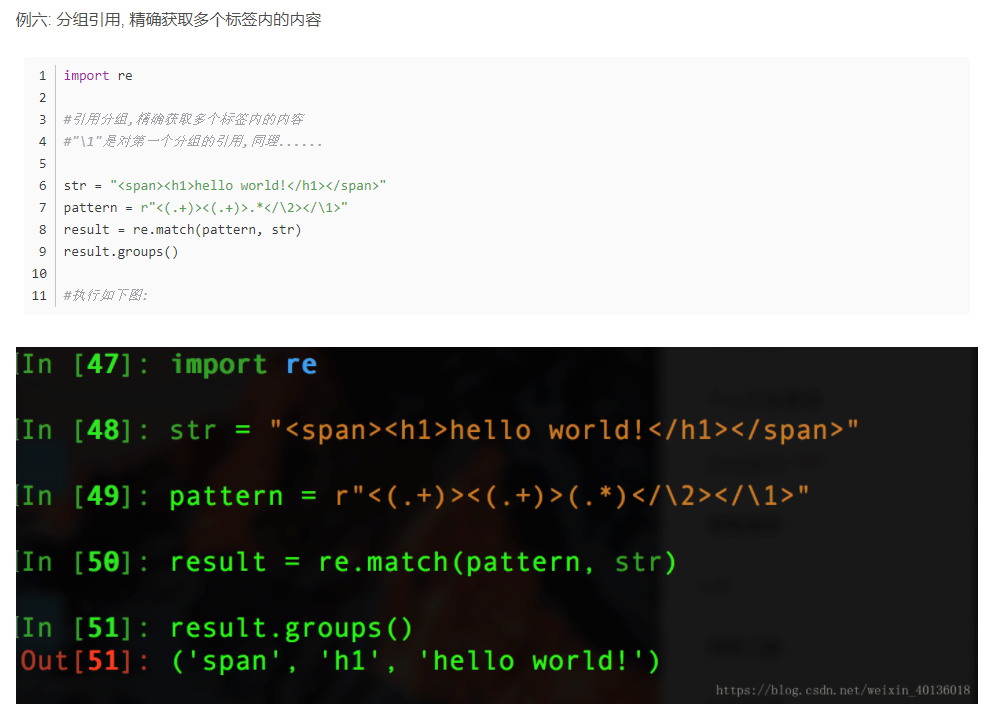 例六: 分组引用, 精确获取多个标签内的内容
1 import re
2
3 #引用分组,精确获取多个标签内的内容
4 #"\1"是对第一个分组的引用,同理......
5
6 str = "<span><h1>hello world!</h1></span>"
7 pattern = r"<(.+)><(.+)>.*</\2></\1>"
8 result = re.match(pattern, str)
9 result.groups()
10
11 #执行如下图:
In [47]: import re
In [48]: str = "<span><h1>hello world!</h1></span>"
In [49]: pattern = r"<(.+)><(.+)>(.*)</\2></\1>"
In [50]: result = re.match(pattern, str)
In [51]: result.groups()
Out[51]: ('span', 'h1', 'hello world!')
https://blog.csdn.net/weixin_40136018